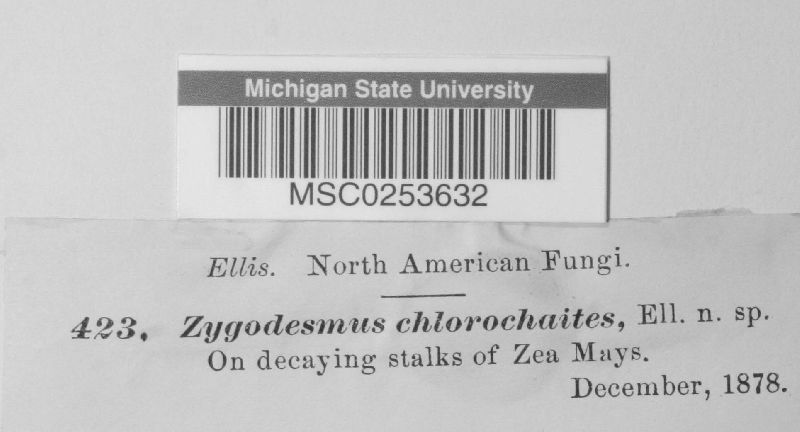 Michigan State University
MSC0253632
Ellis. North American Fungi.
423. Zygodesmus chlorochaites, Ell. n. sp.
On decaying stalks of Zea Mays.
December, 1878.